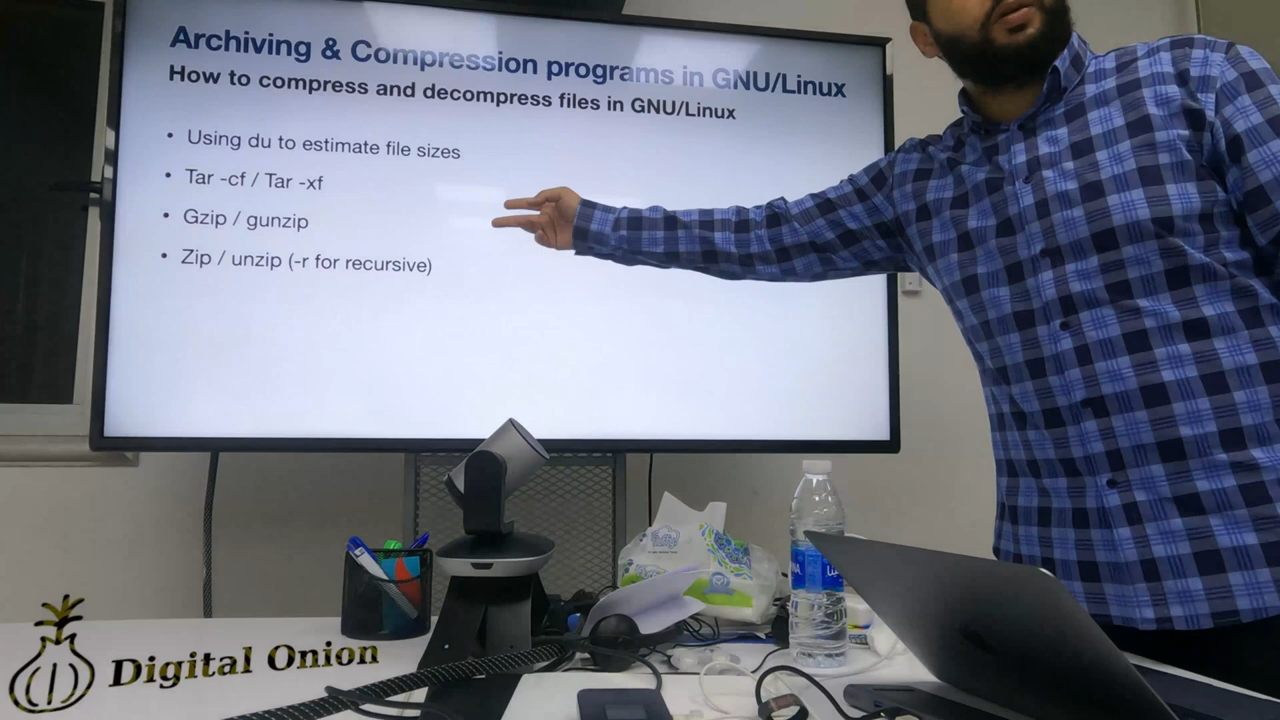 Archiving & Compression programs in GNU/Linux
How to compress and decompress files in GNU/Linux
• Using du to estimate file sizes
• Tar -cf / Tar -xf
• Gzip / gunzip
• Zip / unzip (-r for recursive)
Digital Onion